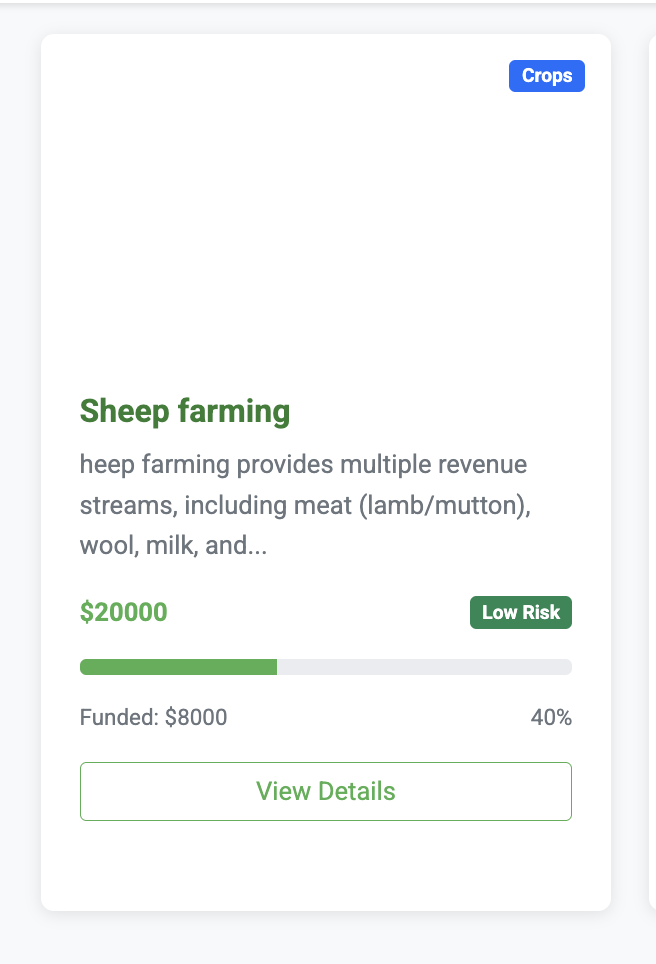 Crops
Sheep farming
heep farming provides multiple revenue
streams, including meat (lamb/mutton),
wool, milk, and...
$20000
Low Risk
Funded: $8000
40%
View Details